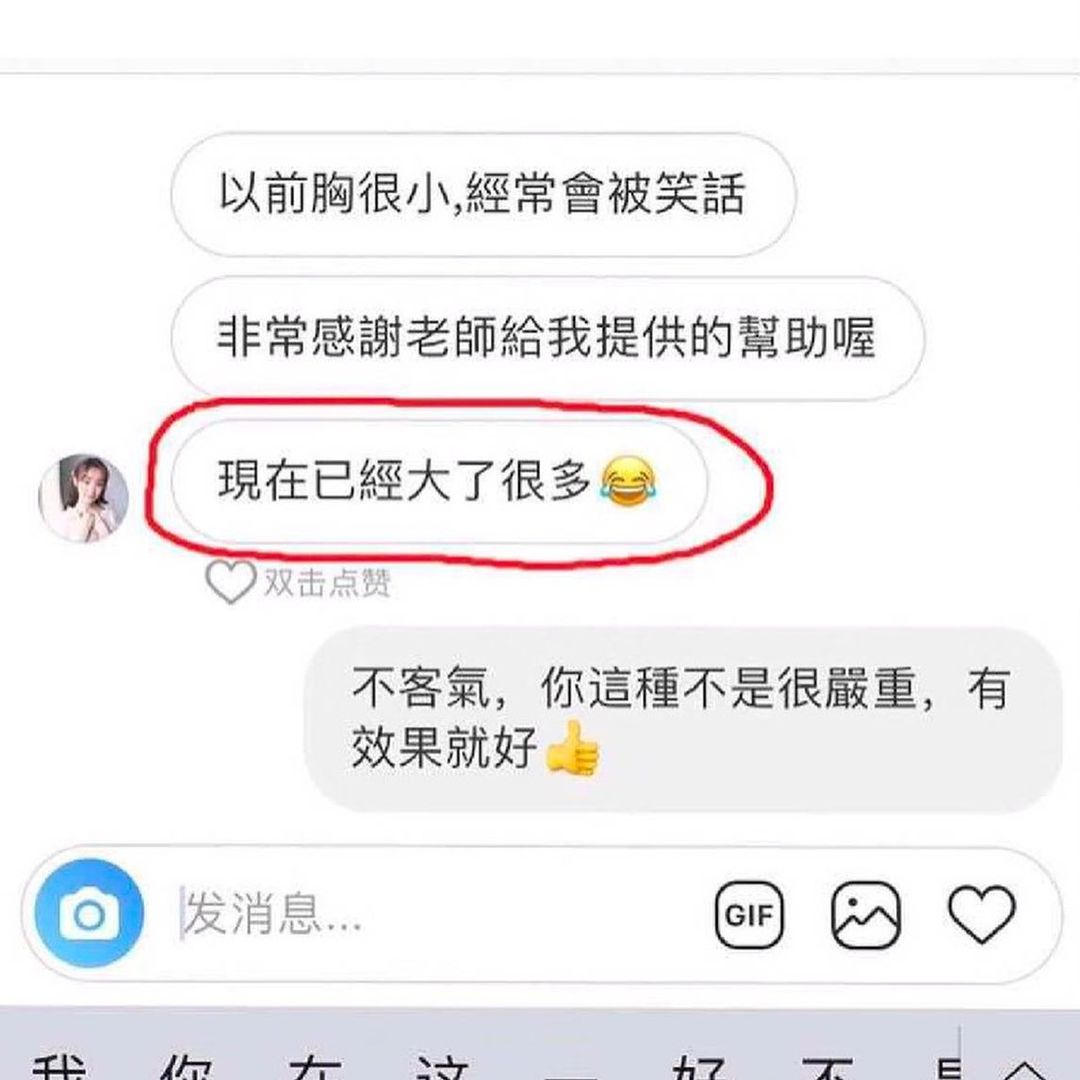 以前胸很小,經常會被笑話
非常感謝老師給我提供的幫助喔
現在已經大了很多😂
双击点赞
不客氣，你這種不是很嚴重，有
效果就好👍
发消息...
GIF
我 你 在 这 一 好 不 是